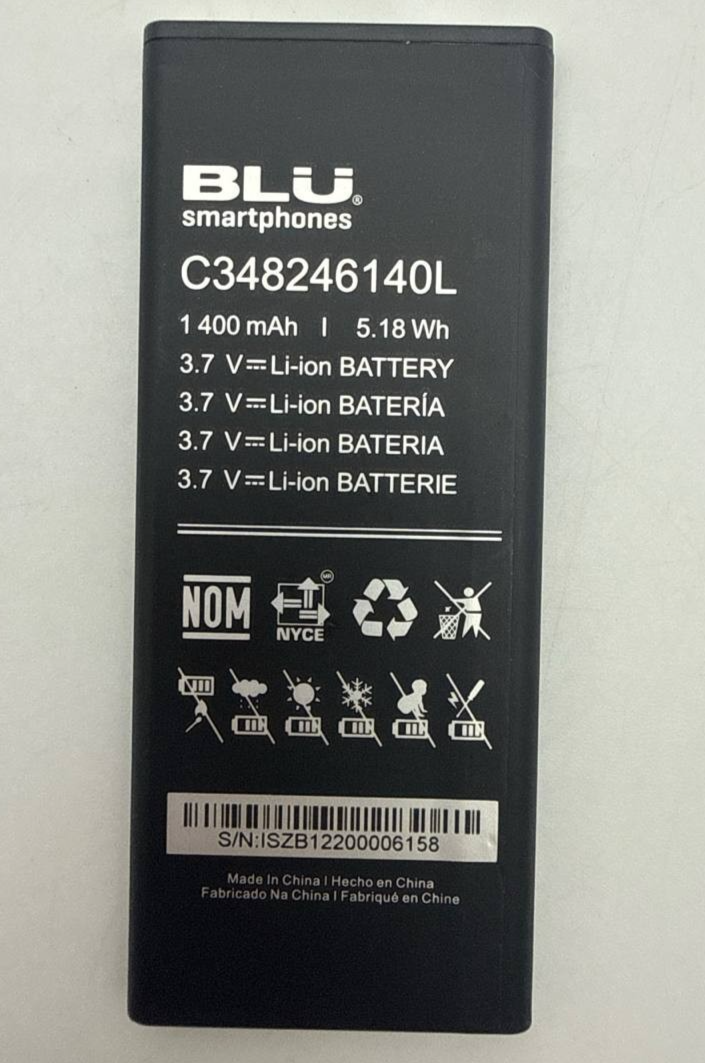 BLU®
smartphones
C348246140L
1 400 mAh I 5.18 Wh
3.7 V⎓Li-ion BATTERY
3.7 V⎓Li-ion BATERÍA
3.7 V⎓Li-ion BATERIA
3.7 V⎓Li-ion BATTERIE
NOM
NYCE
S/N:ISZB12200006158
Made In China I Hecho en China
Fabricado Na China I Fabriqué en Chine